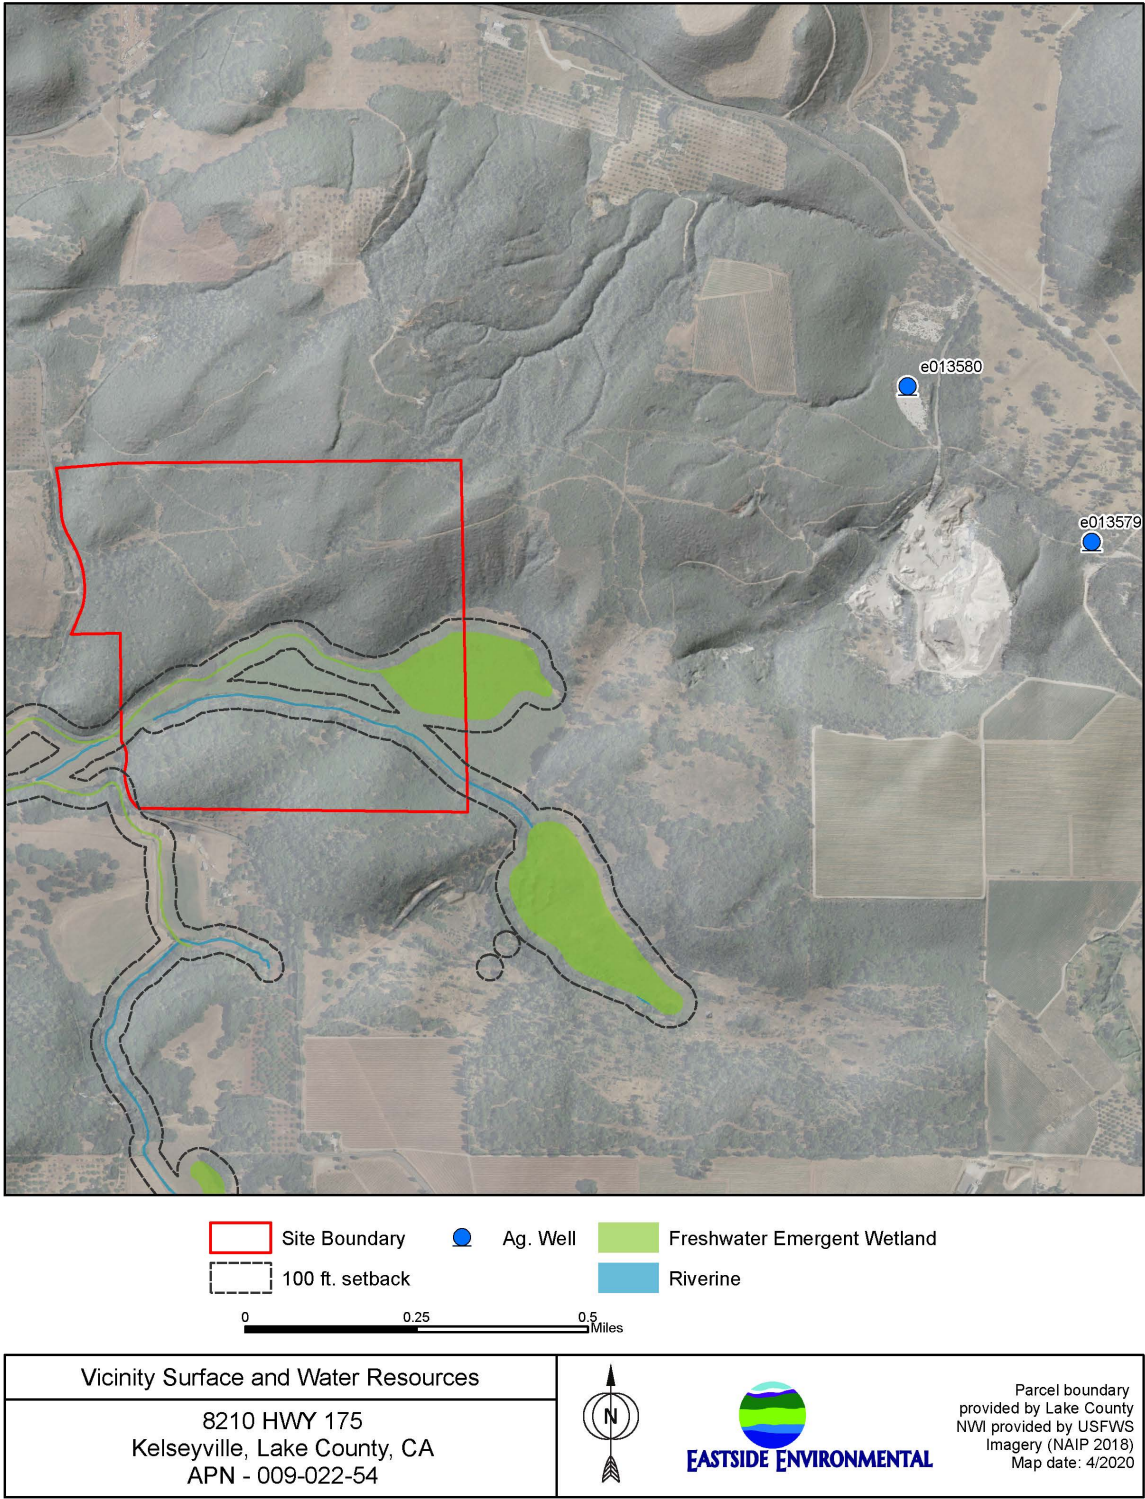 e013580
e013579
Site Boundary
Ag. Well
Freshwater Emergent Wetland
100 ft. setback
Riverine
0 0.25 0.5
Miles
Vicinity Surface and Water Resources
8210 HWY 175
Kelseyville, Lake County, CA
APN - 009-022-54
N
EASTSIDE ENVIRONMENTAL
Parcel boundary
provided by Lake County
NWI provided by USFWS
Imagery (NAIP 2018)
Map date: 4/2020